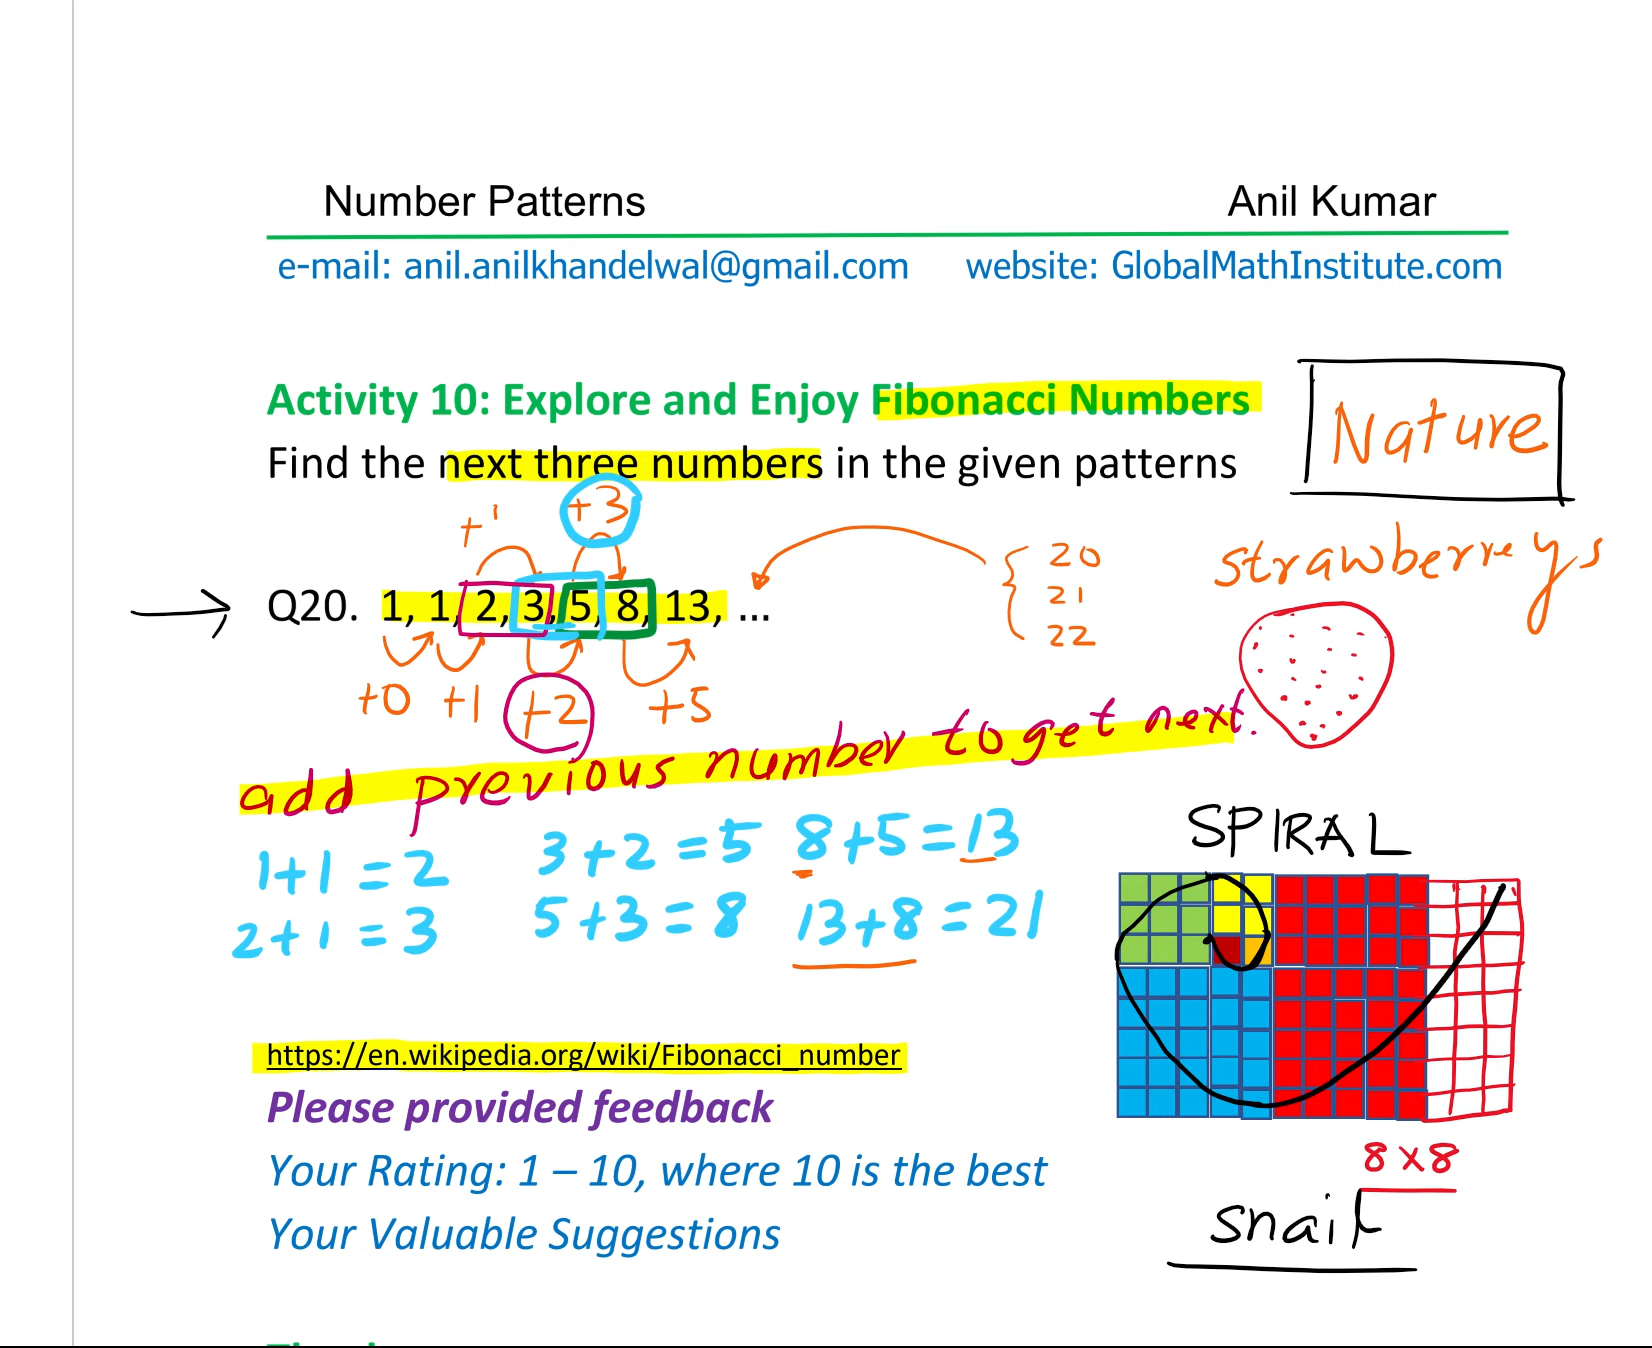 Number Patterns Anil Kumar
e-mail: anil.anilkhandelwal@gmail.com website: GlobalMathInstitute.com
Activity 10: Explore and Enjoy Fibonacci Numbers
Find the next three numbers in the given patterns
Nature
+1 +3
strawberreys
20
21
22
Q20. 1, 1, 2, 3, 5, 8, 13, ...
+0 +1 +2 +5
add previous number to get next.
1+1=2 3+2=5 8+5=13
2+1=3 5+3=8 13+8=21
SPIRAL
https://en.wikipedia.org/wiki/Fibonacci_number
Please provided feedback
Your Rating: 1 – 10, where 10 is the best
8×8
Your Valuable Suggestions
snail